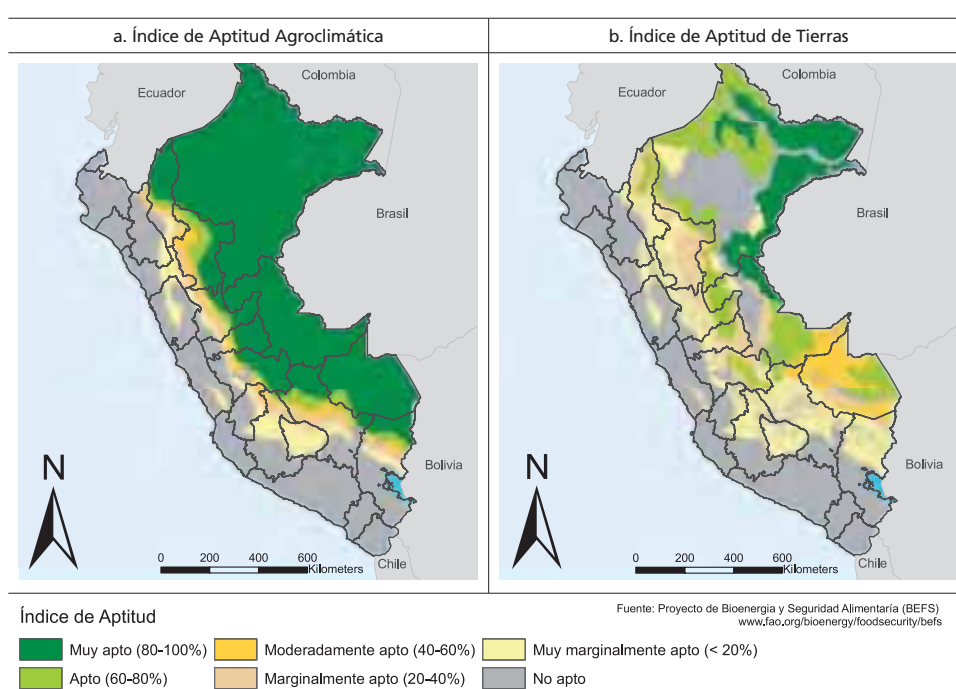 a. Índice de Aptitud Agroclimática
b. Índice de Aptitud de Tierras
Colombia
Ecuador
Brasil
N
Bolivia
0 200 400 600
Kilometers
Chile
Colombia
Ecuador
Brasil
N
Bolivia
0 200 400 600
Kilometers
Chile
Índice de Aptitud
Fuente: Proyecto de Bioenergia y Seguridad Alimentaría (BEFS)
www.fao.org/bioenergy/foodsecurity/befs
Muy apto (80-100%)
Moderadamente apto (40-60%)
Muy marginalmente apto (< 20%)
Apto (60-80%)
Marginalmente apto (20-40%)
No apto